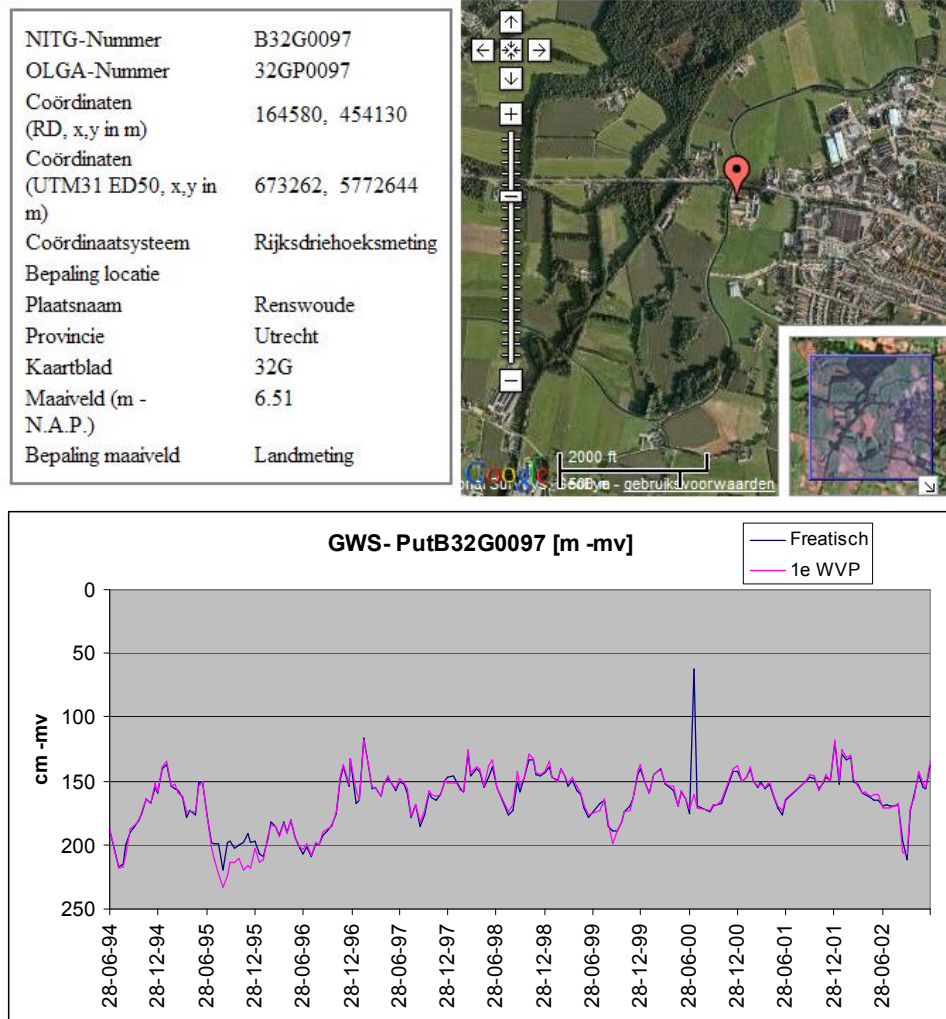 NITG-Nummer B32G0097
OLGA-Nummer 32GP0097
Coördinaten
(RD, x,y in m) 164580, 454130
Coördinaten
(UTM31 ED50, x,y in
m) 673262, 5772644
Coördinaatsysteem Rijksdriehoeksmeting
Bepaling locatie
Plaatsnaam Renswoude
Provincie Utrecht
Kaartblad 32G
Maaiveld (m -
N.A.P.) 6.51
Bepaling maaiveld Landmeting
2000 ft
500 m
Google
- gebruiksvoorwaarden
GWS- PutB32G0097 [m -mv]
Freatisch
1e WVP
cm -mv
0
50
100
150
200
250
28-06-94
28-12-94
28-06-95
28-12-95
28-06-96
28-12-96
28-06-97
28-12-97
28-06-98
28-12-98
28-06-99
28-12-99
28-06-00
28-12-00
28-06-01
28-12-01
28-06-02